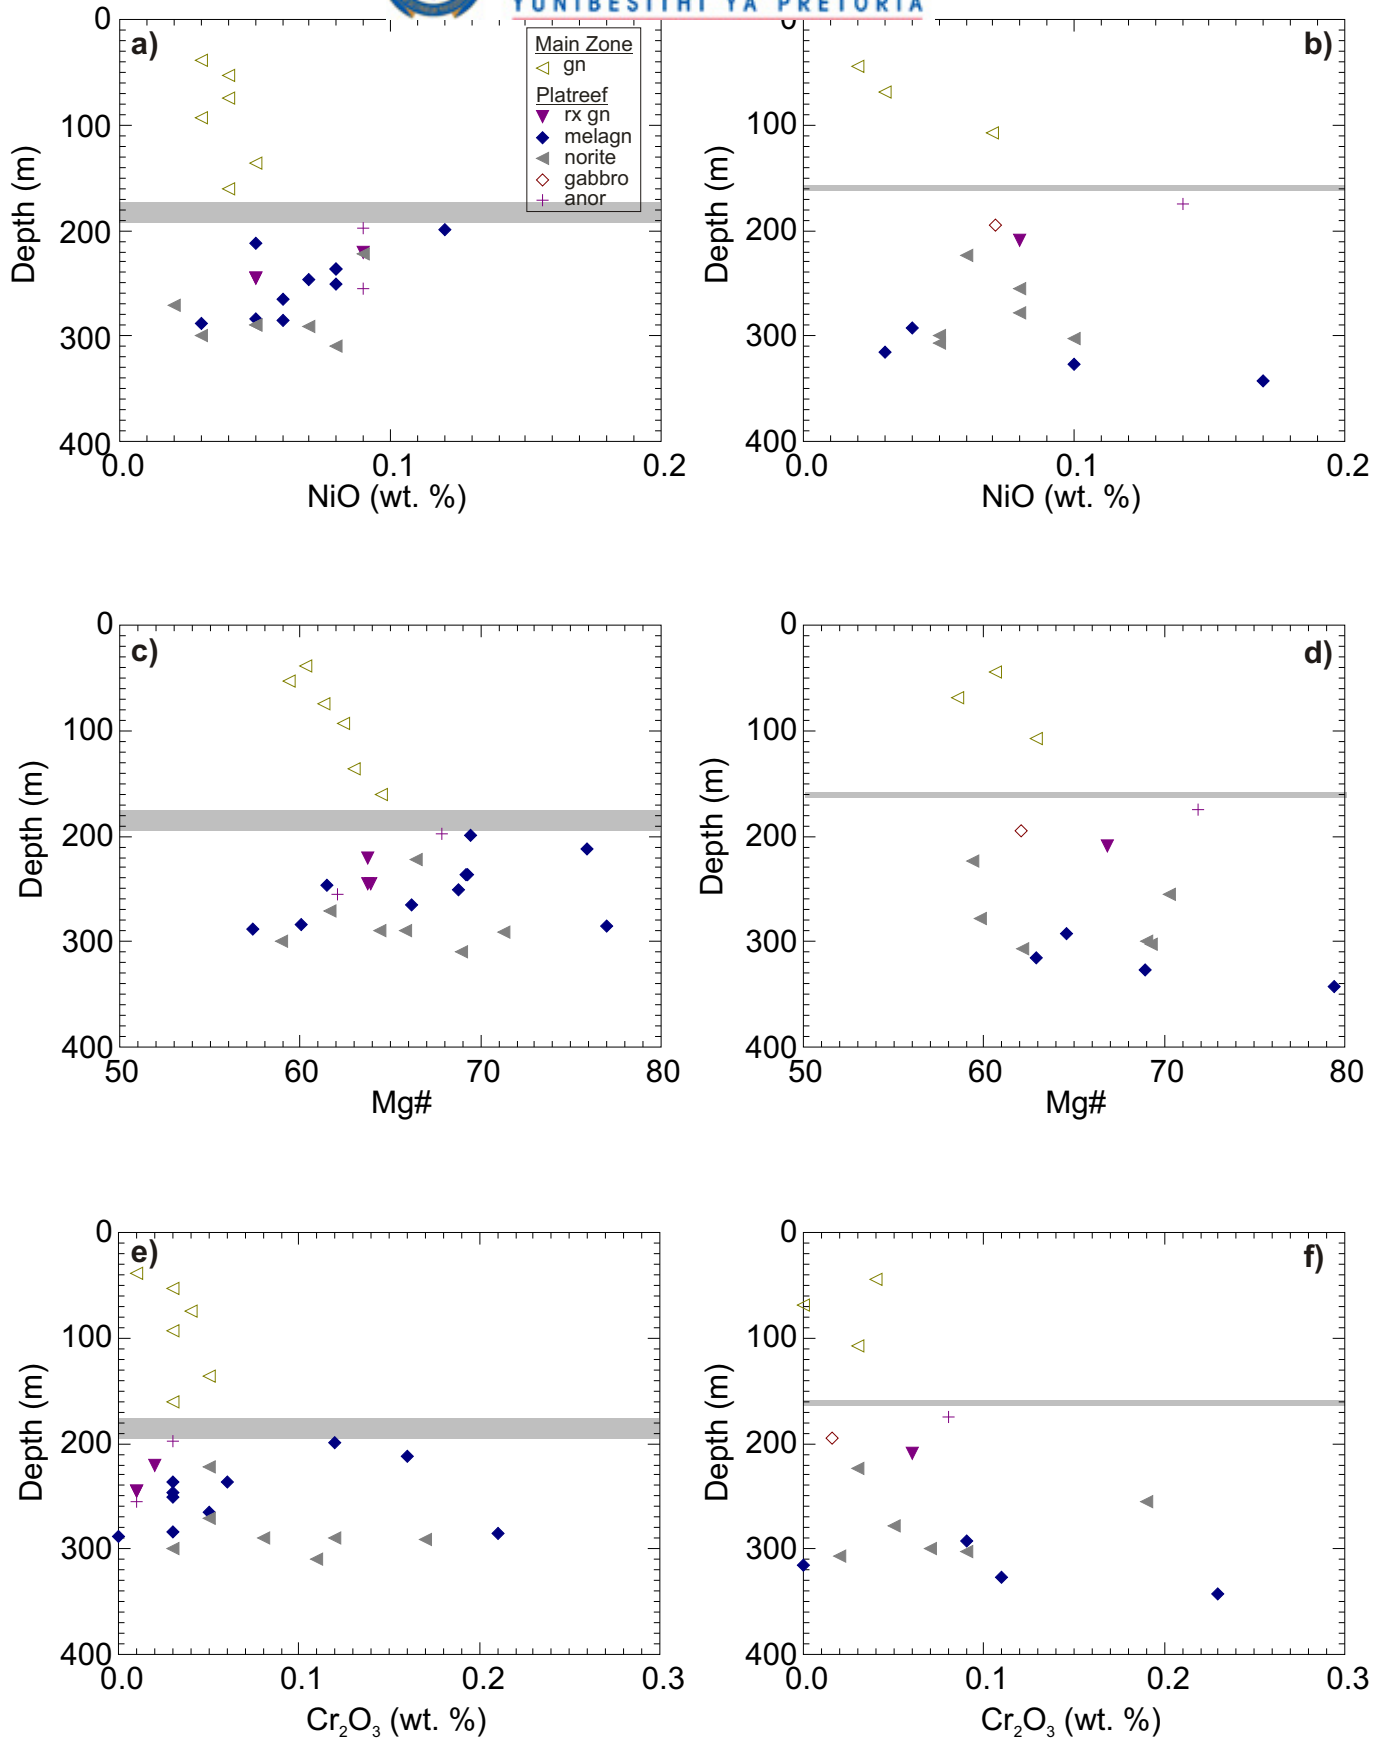 YUNIBESITHI YA PRETORIA
a)
0
100
200
300
400
Depth (m)
0.0
0.1
0.2
NiO (wt. %)
Main Zone
gn
Platreef
rx gn
melagn
norite
gabbro
anor
b)
0
100
200
300
400
Depth (m)
0.0
0.1
0.2
NiO (wt. %)
c)
0
100
200
300
400
Depth (m)
50
60
70
80
Mg#
d)
0
100
200
300
400
Depth (m)
50
60
70
80
Mg#
e)
0
100
200
300
400
Depth (m)
0.0
0.1
0.2
0.3
Cr₂O₃ (wt. %)
f)
0
100
200
300
400
Depth (m)
0.0
0.1
0.2
0.3
Cr₂O₃ (wt. %)